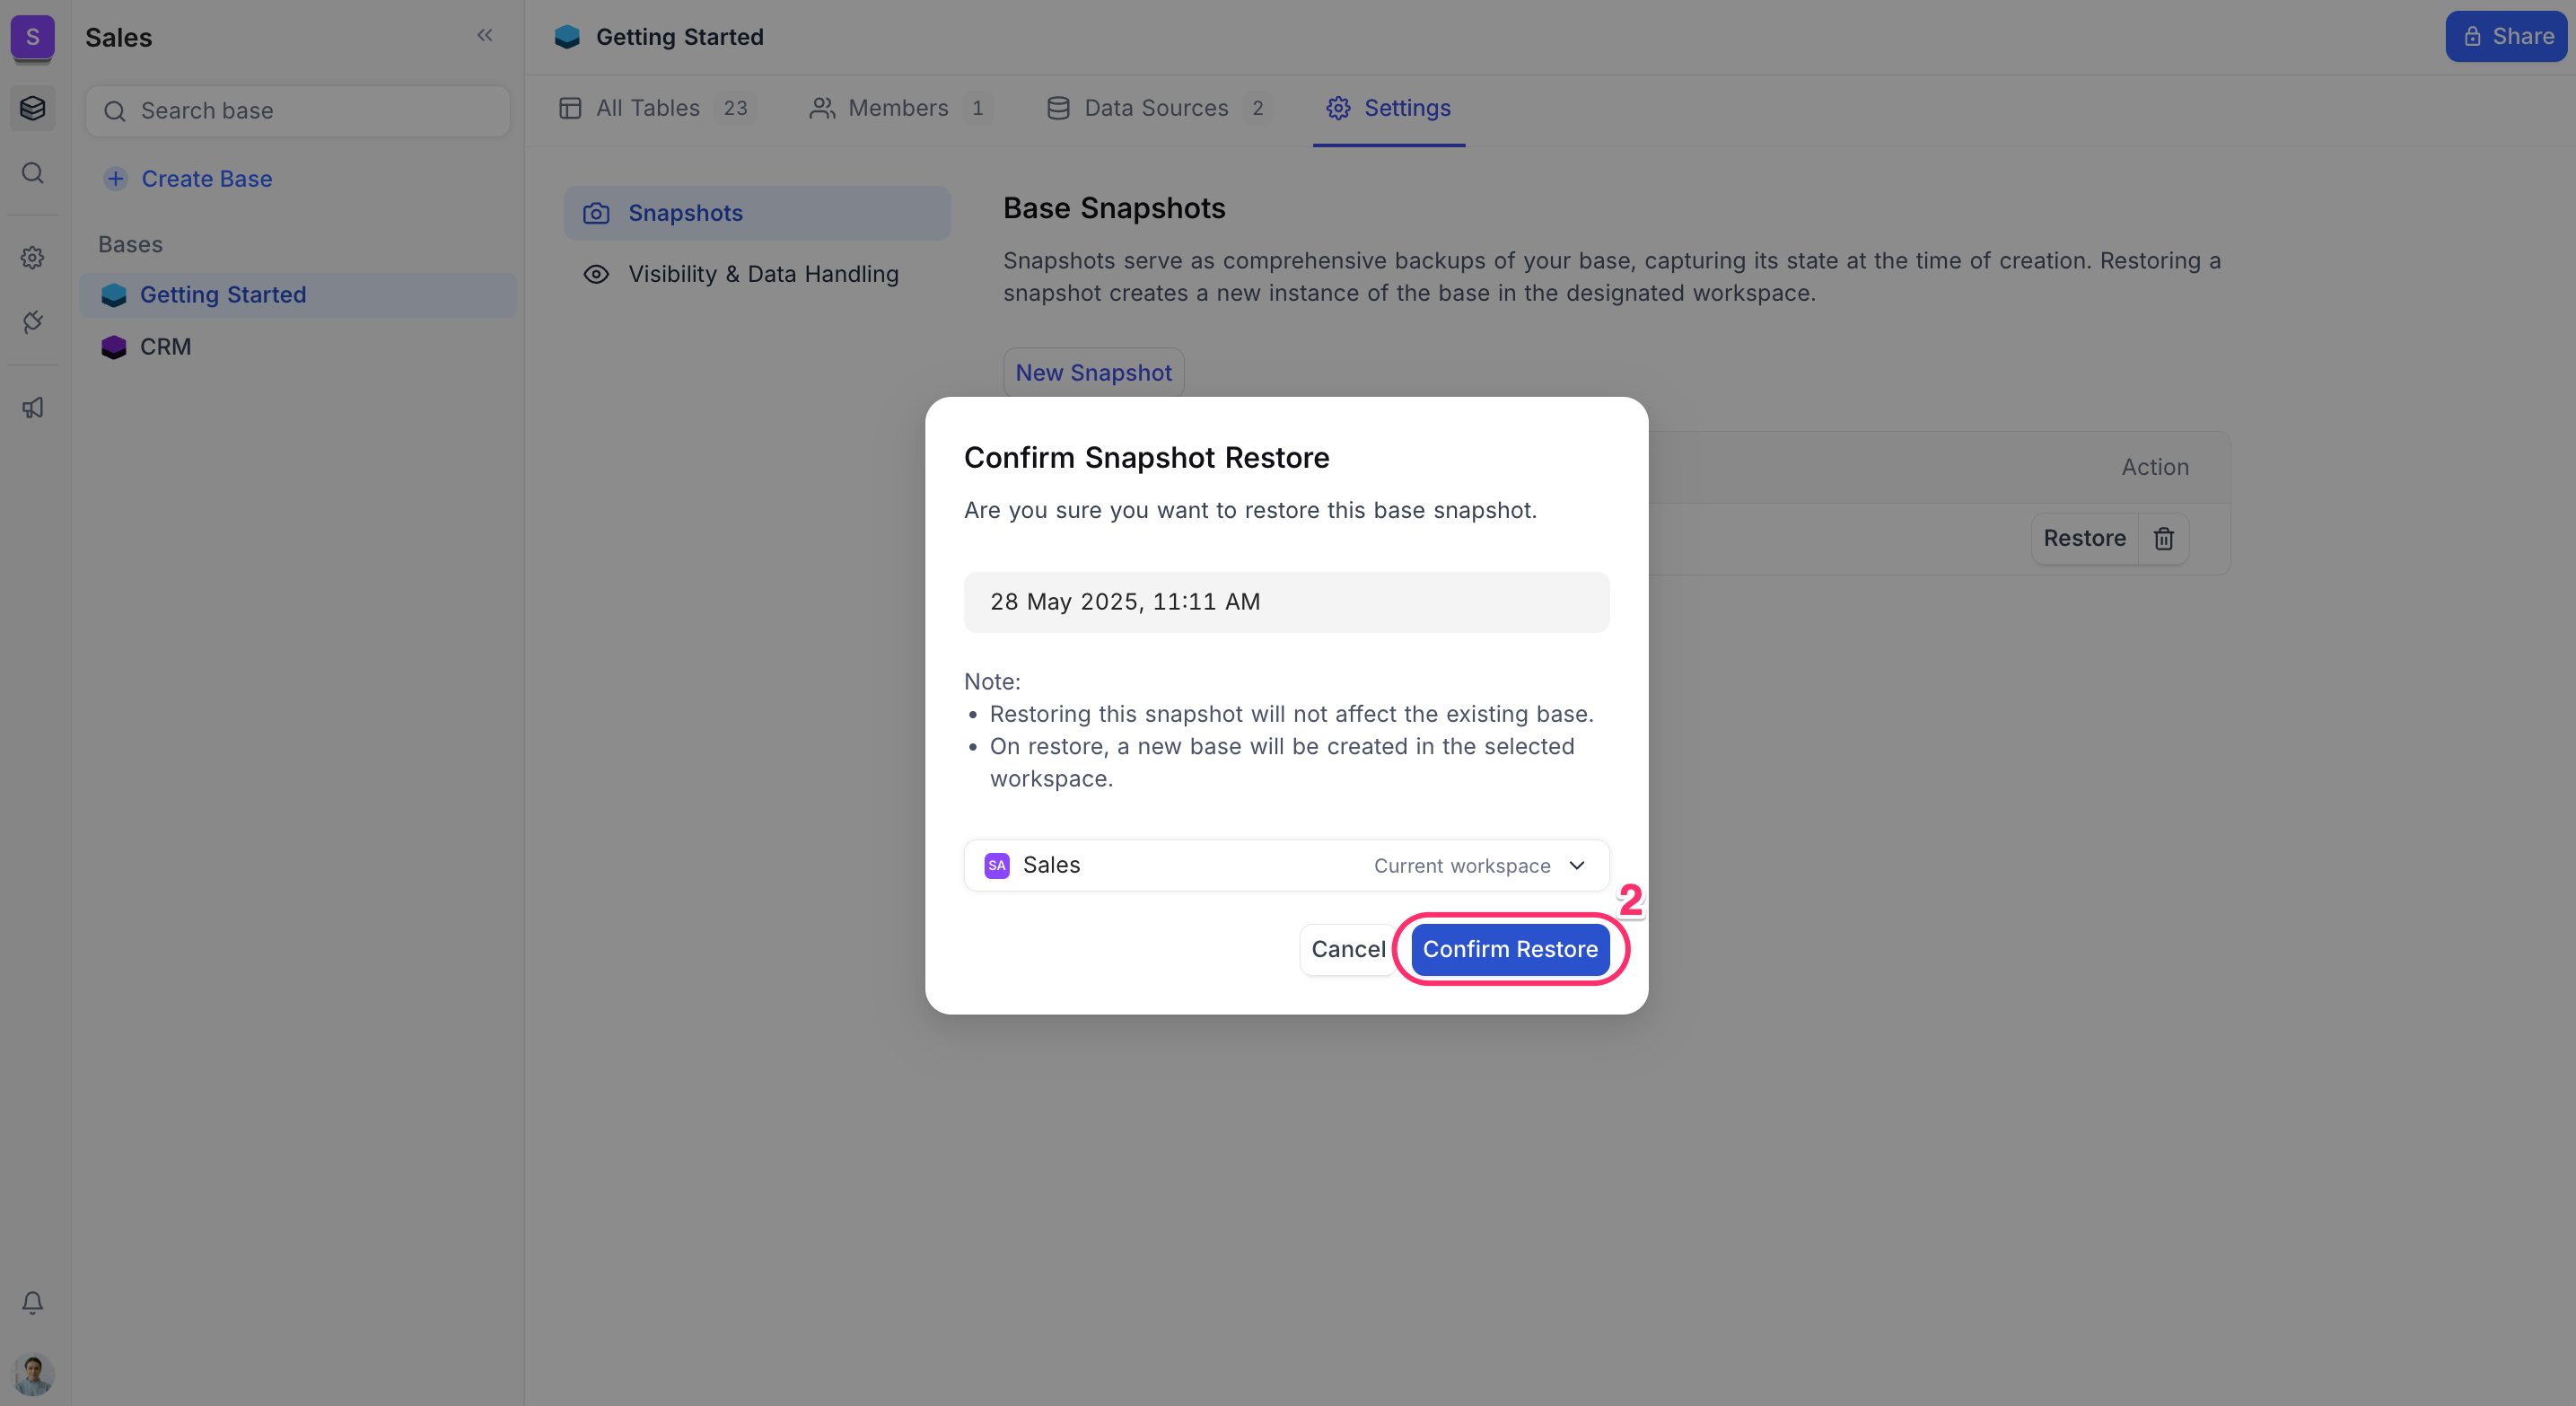 S
Sales
Search base
Create Base
Bases
Getting Started
CRM
Getting Started
Share
All Tables 23
Members 1
Data Sources 2
Settings
Snapshots
Visibility & Data Handling
Base Snapshots
Snapshots serve as comprehensive backups of your base, capturing its state at the time of creation. Restoring a
snapshot creates a new instance of the base in the designated workspace.
New Snapshot
Action
Restore
Confirm Snapshot Restore
Are you sure you want to restore this base snapshot.
28 May 2025, 11:11 AM
Note:
• Restoring this snapshot will not affect the existing base.
• On restore, a new base will be created in the selected
workspace.
SA Sales Current workspace
2
Cancel Confirm Restore